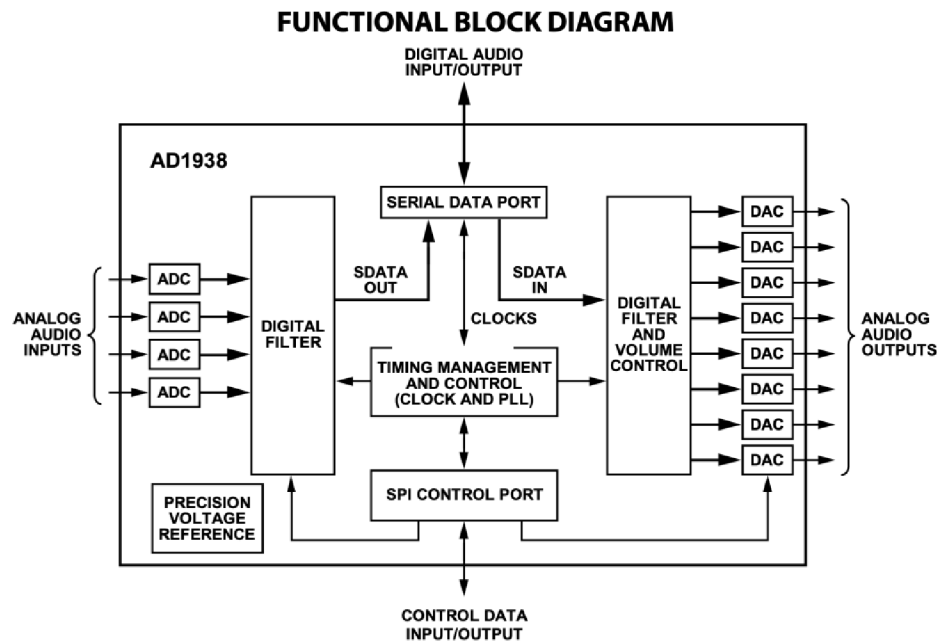 FUNCTIONAL BLOCK DIAGRAM
DIGITAL AUDIO
INPUT/OUTPUT
AD1938
SERIAL DATA PORT
ANALOG
AUDIO
INPUTS
ADC
ADC
ADC
ADC
DIGITAL
FILTER
SDATA
OUT
SDATA
IN
CLOCKS
TIMING MANAGEMENT
AND CONTROL
(CLOCK AND PLL)
DIGITAL
FILTER
AND
VOLUME
CONTROL
DAC
DAC
DAC
DAC
DAC
DAC
DAC
DAC
ANALOG
AUDIO
OUTPUTS
PRECISION
VOLTAGE
REFERENCE
SPI CONTROL PORT
CONTROL DATA
INPUT/OUTPUT